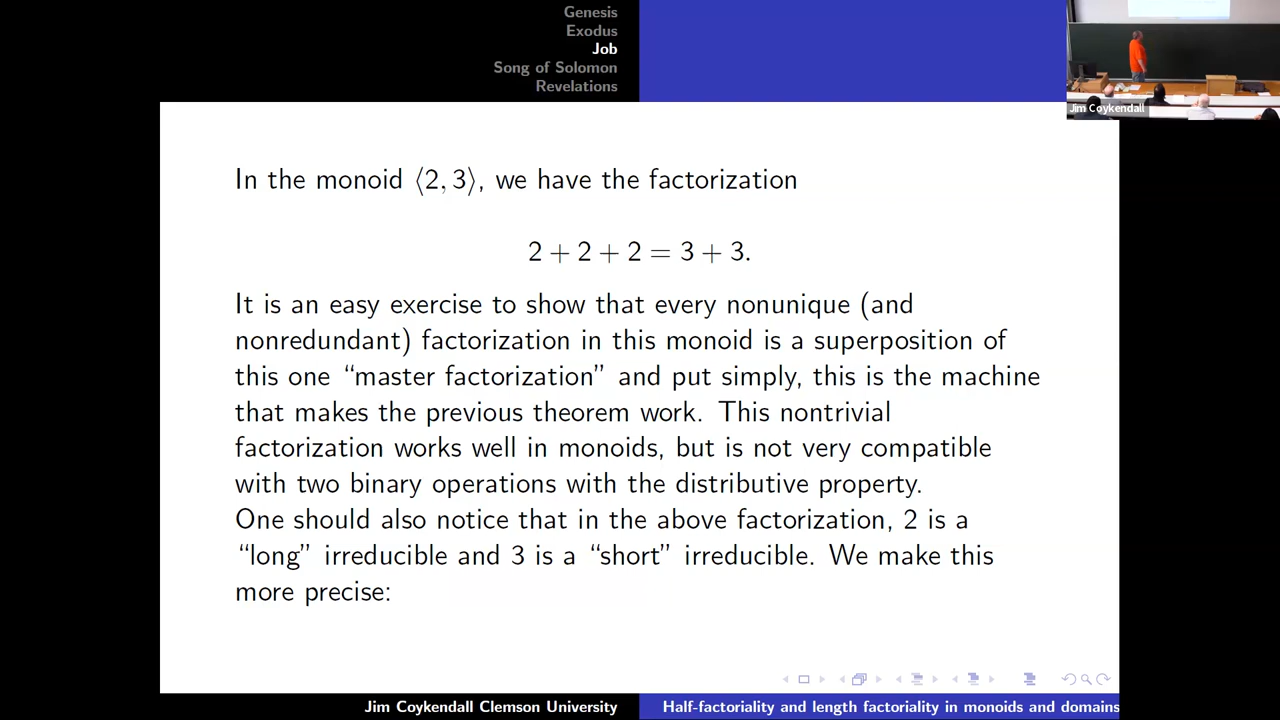 Genesis
Exodus
Job
Song of Solomon
Revelations
Jim Coykendall
In the monoid ⟨2, 3⟩, we have the factorization
2 + 2 + 2 = 3 + 3.
It is an easy exercise to show that every nonunique (and
nonredundant) factorization in this monoid is a superposition of
this one “master factorization” and put simply, this is the machine
that makes the previous theorem work. This nontrivial
factorization works well in monoids, but is not very compatible
with two binary operations with the distributive property.
One should also notice that in the above factorization, 2 is a
“long” irreducible and 3 is a “short” irreducible. We make this
more precise:
Jim Coykendall Clemson University
Half-factoriality and length factoriality in monoids and domains